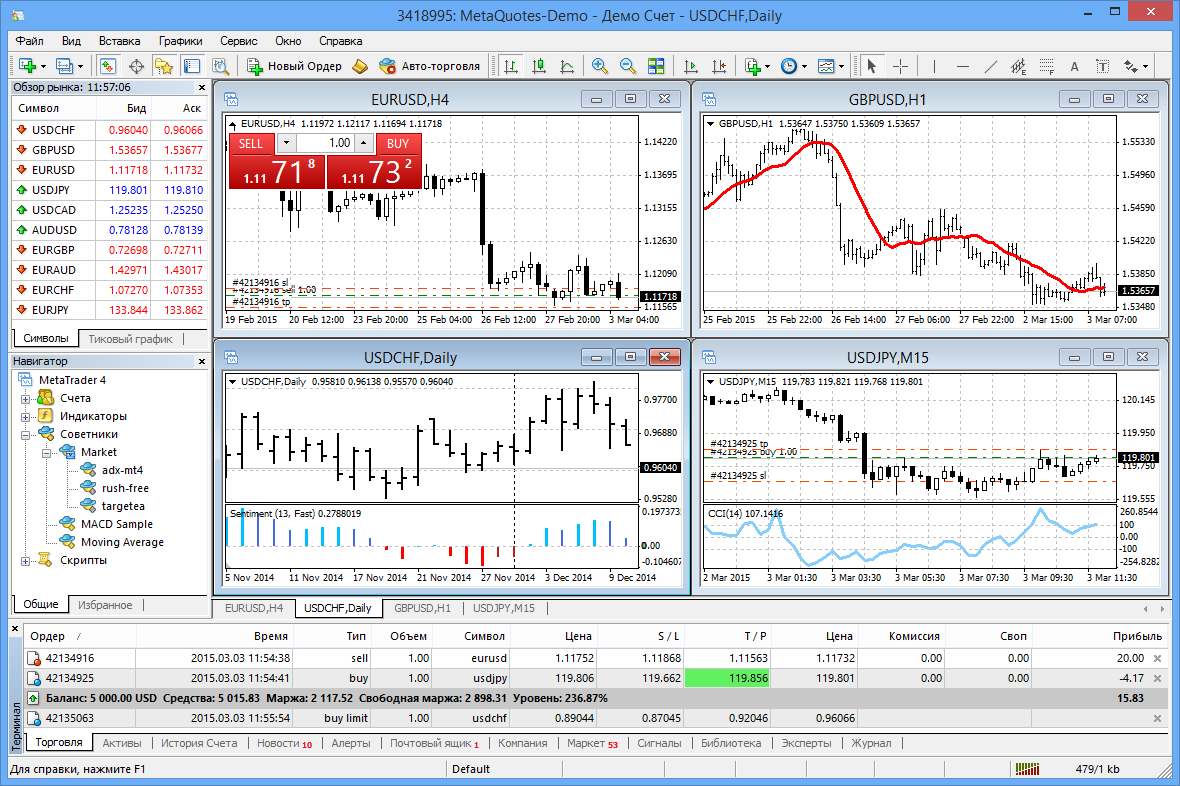 3418995: MetaQuotes-Demo - Демо Счет - USDCHF,Daily
Файл Вид Вставка Графики Сервис Окно Справка
Новый Ордер Авто-торговля
Обзор рынка: 11:57:06
Символ Бид Аск
USDCHF 0.96040 0.96066
GBPUSD 1.53657 1.53677
EURUSD 1.11718 1.11732
USDJPY 119.801 119.810
USDCAD 1.25235 1.25250
AUDUSD 0.78128 0.78139
EURGBP 0.72698 0.72711
EURAUD 1.42971 1.43017
EURCHF 1.07270 1.07353
EURJPY 133.844 133.862
Символы Тиковый график
Навигатор
MetaTrader 4
Счета
Индикаторы
Советники
Market
adx-mt4
rush-free
targetea
MACD Sample
Moving Average
Скрипты
Общие Избранное
EURUSD,H4
EURUSD,H4 1.11972 1.12117 1.11694 1.11718
SELL 1.00 BUY
1.11 71 8 1.11 73 2
1.14220
1.13695
1.13155
1.12630
1.12090
1.11718
1.11565
#42134916 sl
#42134916 sell 1.00
#42134916 tp
19 Feb 2015 20 Feb 12:00 23 Feb 20:00 25 Feb 04:00 26 Feb 12:00 27 Feb 20:00 3 Mar 04:00
GBPUSD,H1
GBPUSD,H1 1.53647 1.53750 1.53609 1.53657
1.55330
1.54960
1.54590
1.54220
1.53850
1.53657
1.53480
25 Feb 2015 25 Feb 22:00 26 Feb 14:00 27 Feb 06:00 27 Feb 22:00 2 Mar 15:00 3 Mar 07:00
USDCHF,Daily
USDCHF,Daily 0.95810 0.96138 0.95570 0.96040
0.97700
0.96880
0.96040
0.95280
Sentiment (13, Fast) 0.2788019
0.197373
0.00
-0.104607
5 Nov 2014 11 Nov 2014 17 Nov 2014 21 Nov 2014 27 Nov 2014 3 Dec 2014 9 Dec 2014
USDJPY,M15
USDJPY,M15 119.783 119.821 119.768 119.801
120.145
119.950
119.801
119.750
119.555
#42134925 tp
#42134925 buy 1.00
#42134925 sl
CCI(14) 107.1416
260.8544
100
0.00
-100
-254.8282
2 Mar 2015 3 Mar 01:30 3 Mar 03:30 3 Mar 05:30 3 Mar 07:30 3 Mar 09:30 3 Mar 11:30
EURUSD,H4 USDCHF,Daily GBPUSD,H1 USDJPY,M15
Терминал
Ордер / Время Тип Объем Символ Цена S / L T / P Цена Комиссия Своп Прибыль
42134916 2015.03.03 11:54:38 sell 1.00 eurusd 1.11752 1.11868 1.11563 1.11732 0.00 0.00 20.00
42134925 2015.03.03 11:54:41 buy 1.00 usdjpy 119.806 119.662 119.856 119.801 0.00 0.00 -4.17
Баланс: 5 000.00 USD Средства: 5 015.83 Маржа: 2 117.52 Свободная маржа: 2 898.31 Уровень: 236.87% 15.83
42135063 2015.03.03 11:55:54 buy limit 1.00 usdchf 0.89044 0.87045 0.92046 0.96066
Торговля Активы История Счета Новости 10 Алерты Почтовый ящик 1 Компания Маркет 53 Сигналы Библиотека Эксперты Журнал
Для справки, нажмите F1 Default 479/1 kb